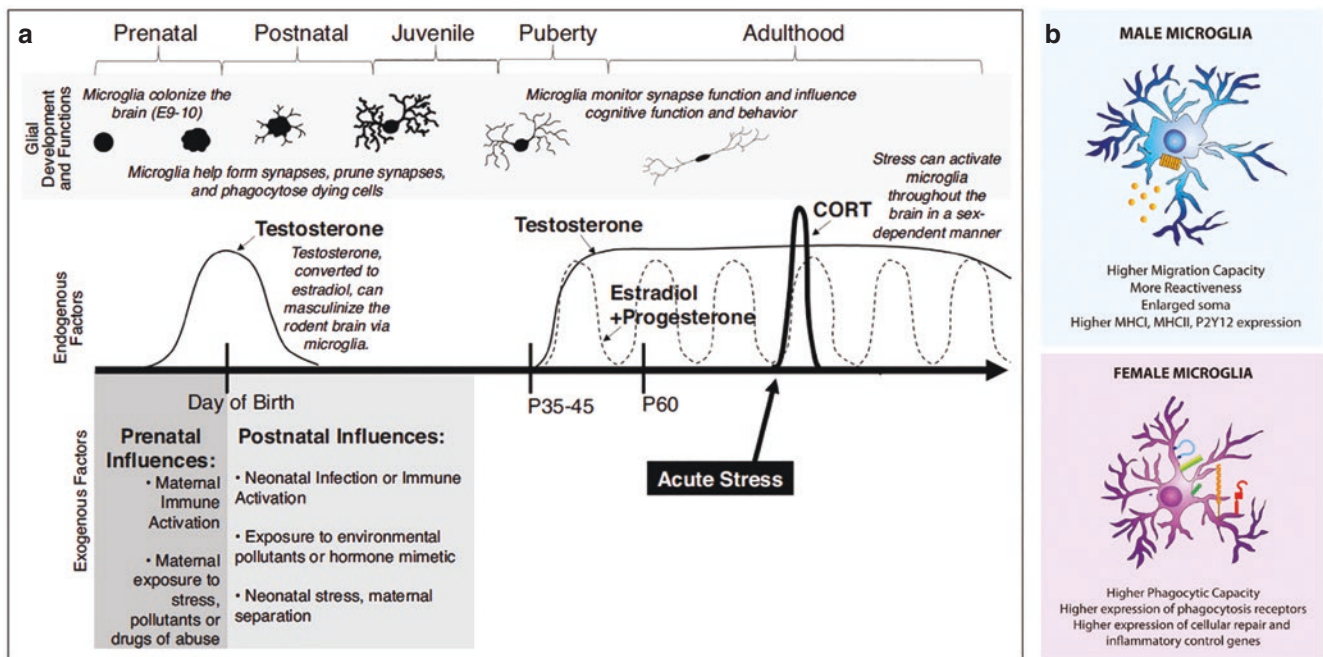 a
Prenatal
Postnatal
Juvenile
Puberty
Adulthood
Glial
Development
and Functions
Microglia colonize the
brain (E9-10)
Microglia help form synapses, prune synapses,
and phagocytose dying cells
Microglia monitor synapse function and influence
cognitive function and behavior
Stress can activate
microglia
throughout the
brain in a sex-
dependent manner
Endogenous
Factors
Testosterone
Testosterone,
converted to
estradiol, can
masculinize the
rodent brain via
microglia.
Testosterone
Estradiol
+Progesterone
CORT
Day of Birth
P35-45
P60
Acute Stress
Exogenous Factors
Prenatal
Influences:
• Maternal
Immune
Activation
• Maternal
exposure to
stress,
pollutants or
drugs of abuse
Postnatal Influences:
• Neonatal Infection or Immune
Activation
• Exposure to environmental
pollutants or hormone mimetic
• Neonatal stress, maternal
separation
b
MALE MICROGLIA
Higher Migration Capacity
More Reactiveness
Enlarged soma
Higher MHCI, MHCII, P2Y12 expression
FEMALE MICROGLIA
Higher Phagocytic Capacity
Higher expression of phagocytosis receptors
Higher expression of cellular repair and
inflammatory control genes